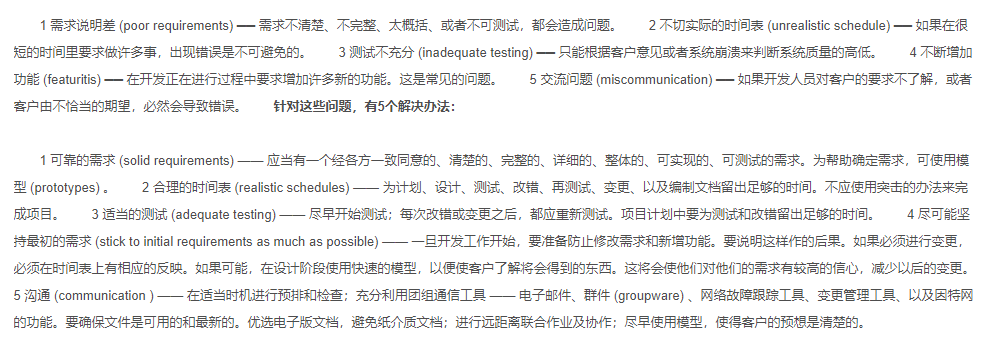 1 需求说明差 (poor requirements) —— 需求不清楚、不完整、太概括、或者不可测试，都会造成问题。 2 不切实际的时间表 (unrealistic schedule) —— 如果在很
短的时间里要求做许多事，出现错误是不可避免的。 3 测试不充分 (inadequate testing) —— 只能根据客户意见或者系统崩溃来判断系统质量的高低。 4 不断增加
功能 (featuritis) —— 在开发正在进行过程中要求增加许多新的功能。这是常见的问题。 5 交流问题 (miscommunication) —— 如果开发人员对客户的要求不了解，或者
客户由不恰当的期望，必然会导致错误。 针对这些问题，有5个解决办法：
1 可靠的需求 (solid requirements) —— 应当有一个经各方一致同意的、清楚的、完整的、详细的、整体的、可实现的、可测试的需求。为帮助确定需求，可使用模
型 (prototypes) 。 2 合理的时间表 (realistic schedules) —— 为计划、设计、测试、改错、再测试、变更、以及编制文档留出足够的时间。不应使用突击的办法来完
成项目。 3 适当的测试 (adequate testing) —— 尽早开始测试；每次改错或变更之后，都应重新测试。项目计划中要为测试和改错留出足够的时间。 4 尽可能坚
持最初的需求 (stick to initial requirements as much as possible) —— 一旦开发工作开始，要准备防止修改需求和新增功能。要说明这样作的后果。如果必须进行变更，
必须在时间表上有相应的反映。如果可能，在设计阶段使用快速的模型，以便使客户了解将会得到的东西。这将会使他们对他们的需求有较高的信心，减少以后的变更。
5 沟通 (communication ) —— 在适当时机进行预排和检查；充分利用团组通信工具 —— 电子邮件、群件 (groupware) 、网络故障跟踪工具、变更管理工具、以及因特网
的功能。要确保文件是可用的和最新的。优选电子版文档，避免纸介质文档；进行远距离联合作业及协作；尽早使用模型，使得客户的预想是清楚的。